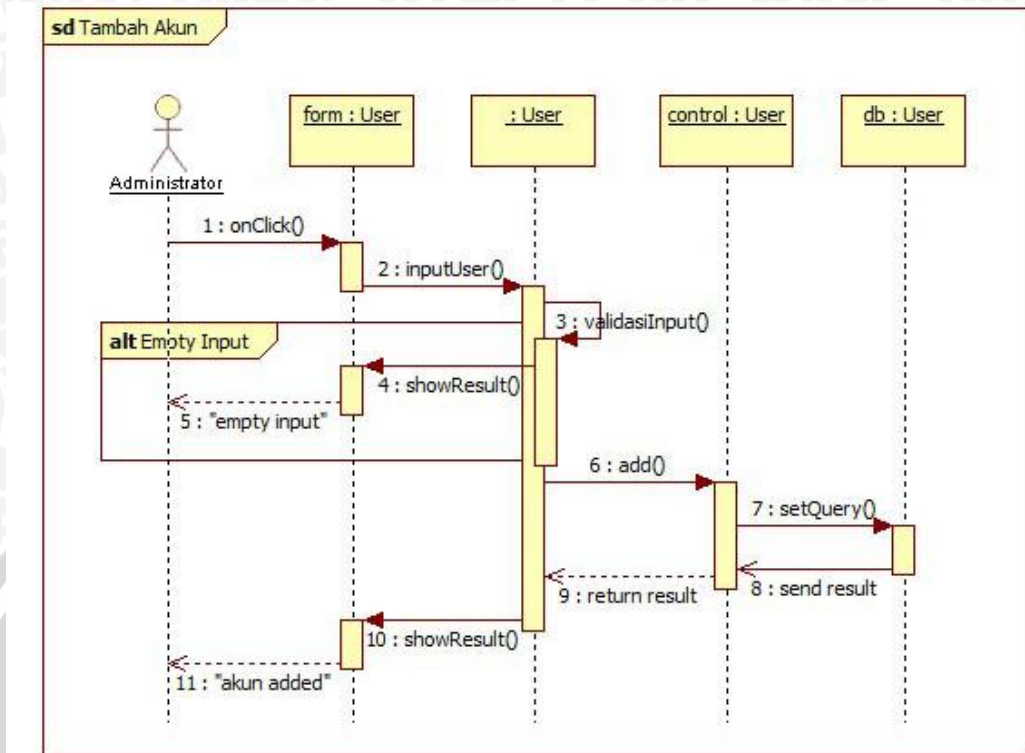 sd Tambah Akun
form : User
: User
control : User
db : User
Administrator
1 : onClick()
2 : inputUser()
3 : validasiInput()
alt Empty Input
4 : showResult()
5 : "empty input"
6 : add()
7 : setQuery()
8 : send result
9 : return result
10 : showResult()
11 : "akun added"